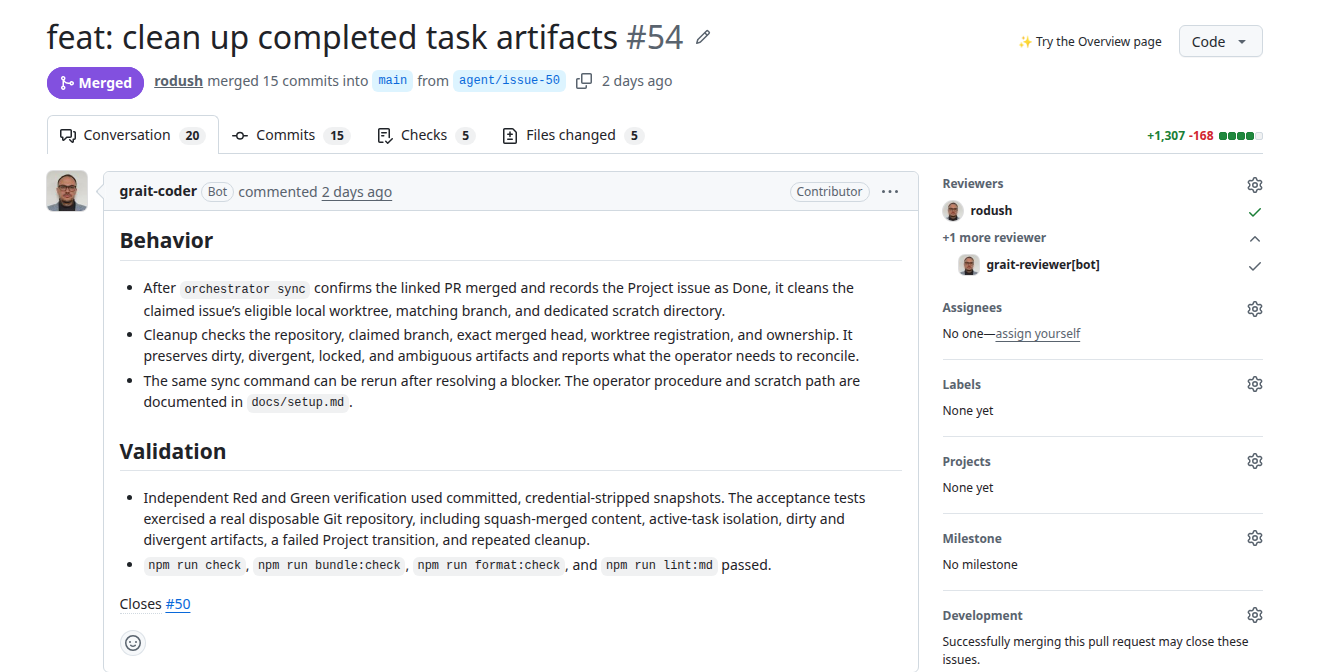 feat: clean up completed task artifacts #54
✨ Try the Overview page
Code
Merged
rodush merged 15 commits into main from agent/issue-50 2 days ago
Conversation 20
Commits 15
Checks 5
Files changed 5
+1,307 -168
grait-coder Bot commented 2 days ago
Contributor
Behavior
• After orchestrator sync confirms the linked PR merged and records the Project issue as Done, it cleans the
claimed issue’s eligible local worktree, matching branch, and dedicated scratch directory.
• Cleanup checks the repository, claimed branch, exact merged head, worktree registration, and ownership. It
preserves dirty, divergent, locked, and ambiguous artifacts and reports what the operator needs to reconcile.
• The same sync command can be rerun after resolving a blocker. The operator procedure and scratch path are
documented in docs/setup.md.
Validation
• Independent Red and Green verification used committed, credential-stripped snapshots. The acceptance tests
exercised a real disposable Git repository, including squash-merged content, active-task isolation, dirty and
divergent artifacts, a failed Project transition, and repeated cleanup.
• npm run check, npm run bundle:check, npm run format:check, and npm run lint:md passed.
Closes #50
Reviewers
rodush
+1 more reviewer
grait-reviewer[bot]
Assignees
No one—assign yourself
Labels
None yet
Projects
None yet
Milestone
No milestone
Development
Successfully merging this pull request may close these
issues.